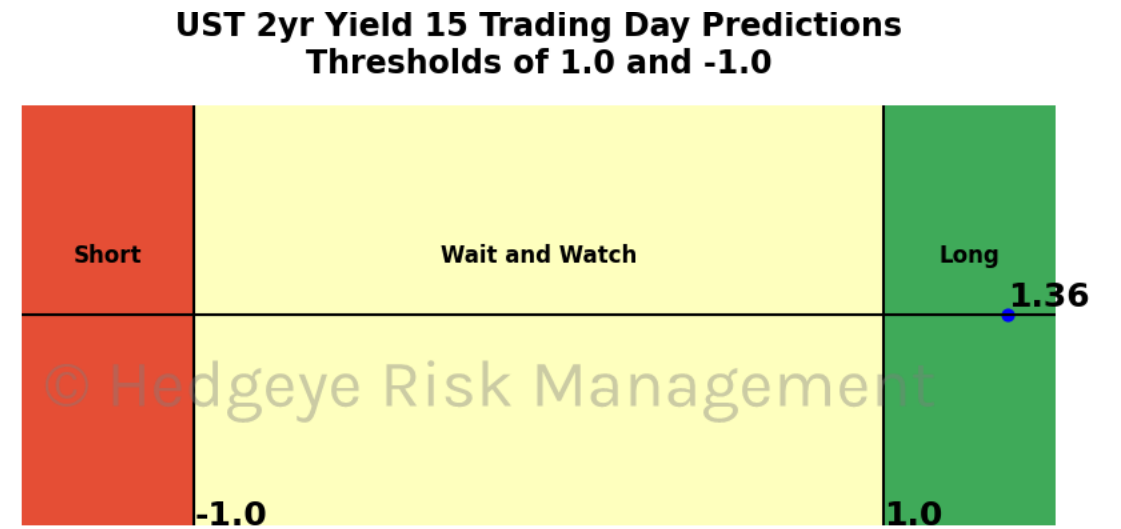 UST 2yr Yield 15 Trading Day Predictions
Thresholds of 1.0 and -1.0
Short
Wait and Watch
Long
1.36
© Hedgeye Risk Management
-1.0
1.0